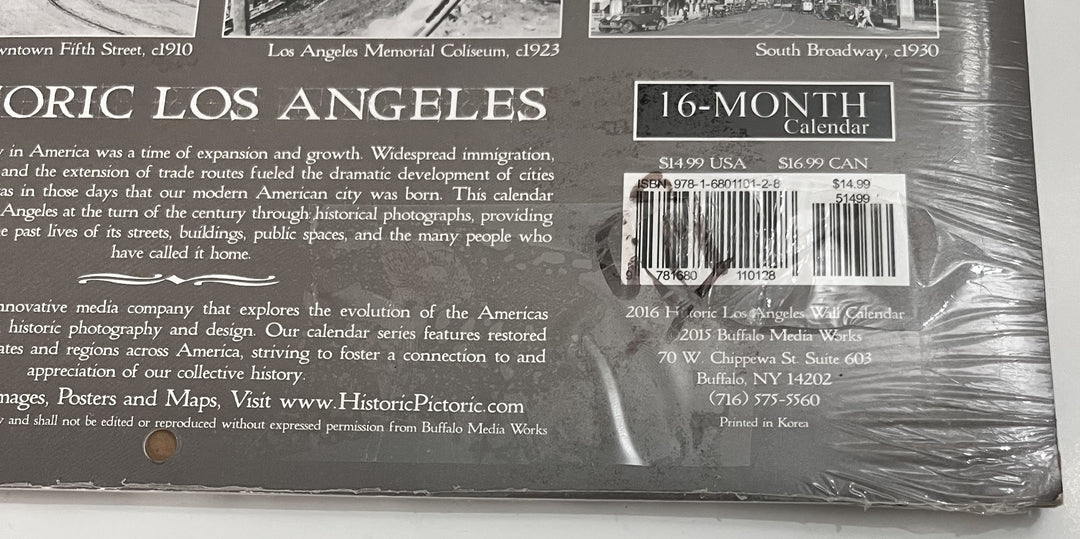 wntown Fifth Street, c1910
Los Angeles Memorial Coliseum, c1923
South Broadway, c1930
ORIC LOS ANGELES
y in America was a time of expansion and growth. Widespread immigration,
and the extension of trade routes fueled the dramatic development of cities
as in those days that our modern American city was born. This calendar
Angeles at the turn of the century through historical photographs, providing
e past lives of its streets, buildings, public spaces, and the many people who
have called it home.
nnovative media company that explores the evolution of the Americas
historic photography and design. Our calendar series features restored
ates and regions across America, striving to foster a connection to and
appreciation of our collective history.
mages, Posters and Maps, Visit www.HistoricPictoric.com
y and shall not be edited or reproduced without expressed permission from Buffalo Media Works
16-MONTH
Calendar
$14.99 USA $16.99 CAN
ISBN 978-1-6801101-2-8 $14.99
51499
9 781680 110128
2016 Historic Los Angeles Wall Calendar
2015 Buffalo Media Works
70 W. Chippewa St. Suite 603
Buffalo, NY 14202
(716) 575-5560
Printed in Korea